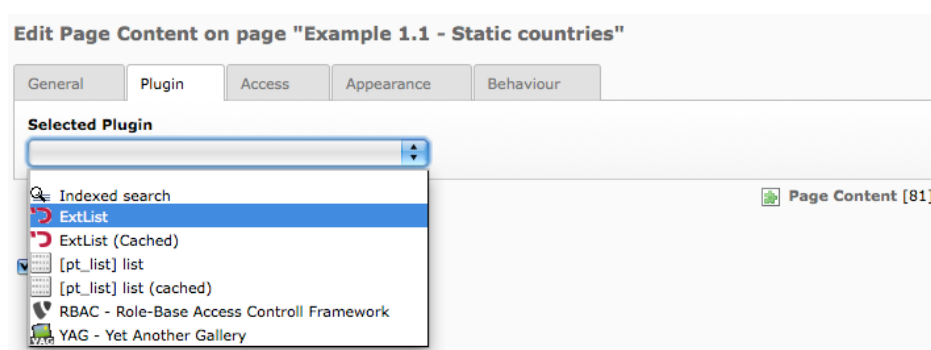 Edit Page Content on page "Example 1.1 - Static countries"
General Plugin Access Appearance Behaviour
Selected Plugin
Indexed search
Page Content [81]
ExtList
ExtList (Cached)
[pt_list] list
[pt_list] list (cached)
RBAC - Role-Base Access Controll Framework
YAG - Yet Another Gallery